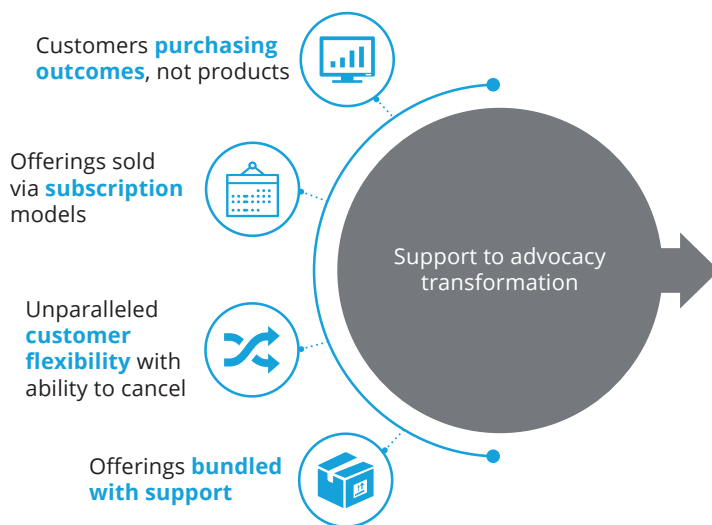 Customers purchasing
outcomes, not products
Offerings sold
via subscription
models
Support to advocacy
transformation
Unparalleled
customer
flexibility with
ability to cancel
Offerings bundled
with support